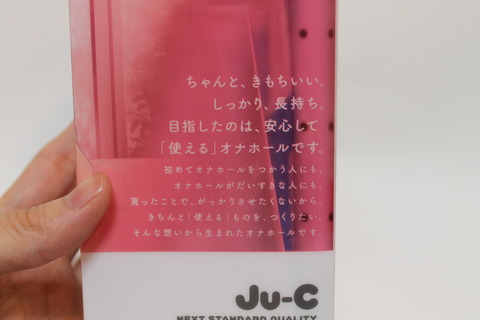 ちゃんと、きもちいい。
しっかり、長持ち。
目指したのは、安心して
「使える」オナホールです。
初めてオナホールをつかう人にも、
オナホールがだいすきな人にも、
買ったことで、がっかりさせたくないから、
きちんと「使える」ものを、つくりたい。
そんな想いから生まれたオナホールです。
Ju-C
NEXT STANDARD QUALITY